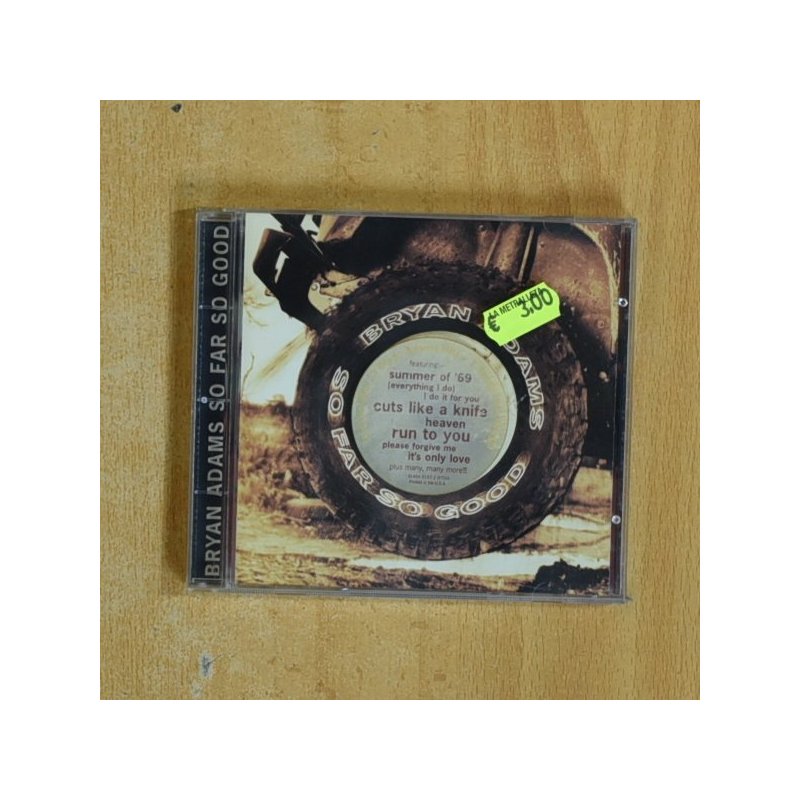 BRYAN ADAMS SO FAR SO GOOD
BRYAN ADAMS
SO FAR SO GOOD
LA METRALLETA
€ 3,00
featuring:-
summer of '69
(everything i do)
i do it for you
cuts like a knife
heaven
run to you
please forgive me
it's only love
plus many, many more!!